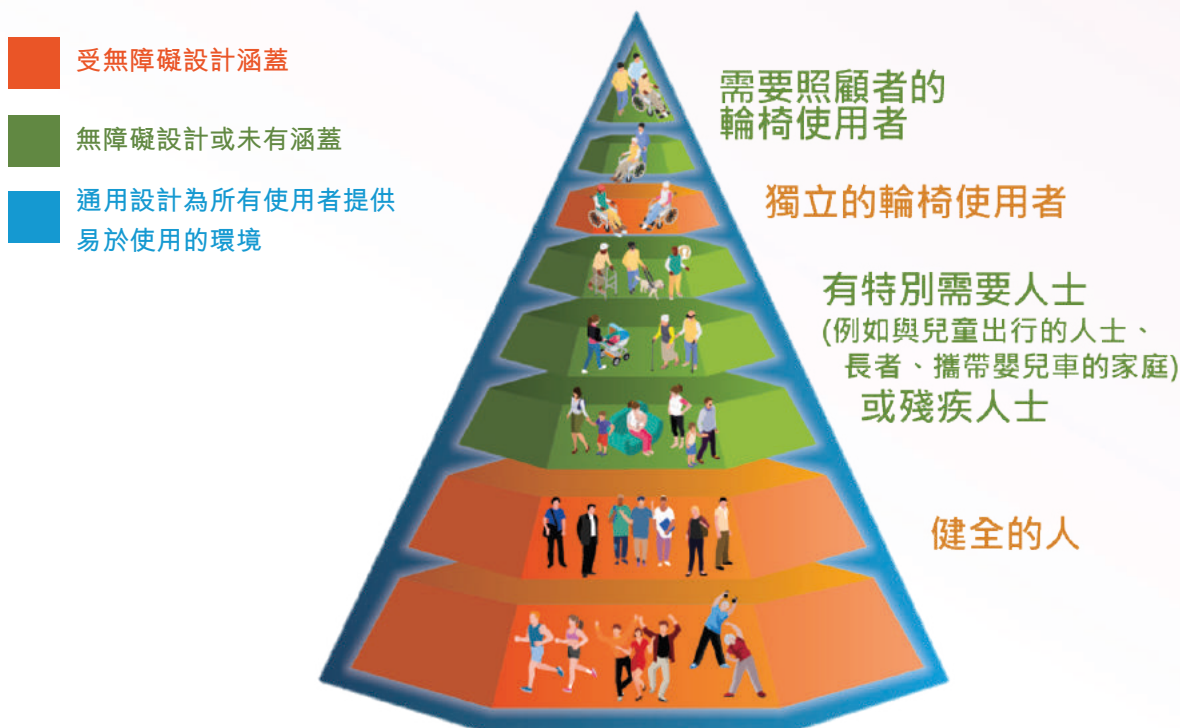 受無障礙設計涵蓋
無障礙設計或未有涵蓋
通用設計為所有使用者提供
易於使用的環境
需要照顧者的
輪椅使用者
獨立的輪椅使用者
有特別需要人士
(例如與兒童出行的人士、
長者、攜帶嬰兒車的家庭)
或殘疾人士
健全的人